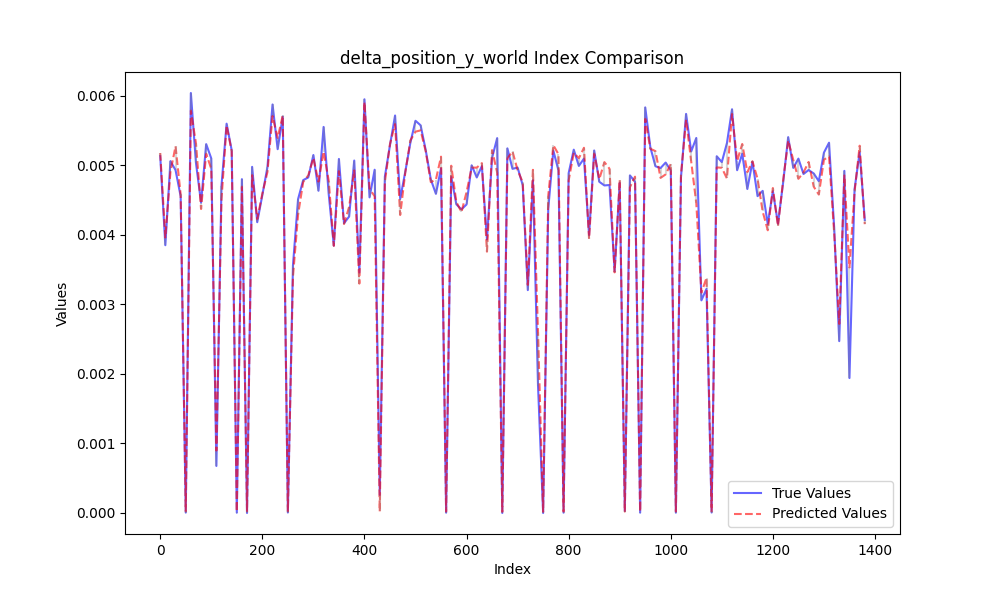 delta_position_y_world Index Comparison
0.006
0.005
0.004
0.003
0.002
0.001
0.000
Values
0 200 400 600 800 1000 1200 1400
Index
True Values
Predicted Values